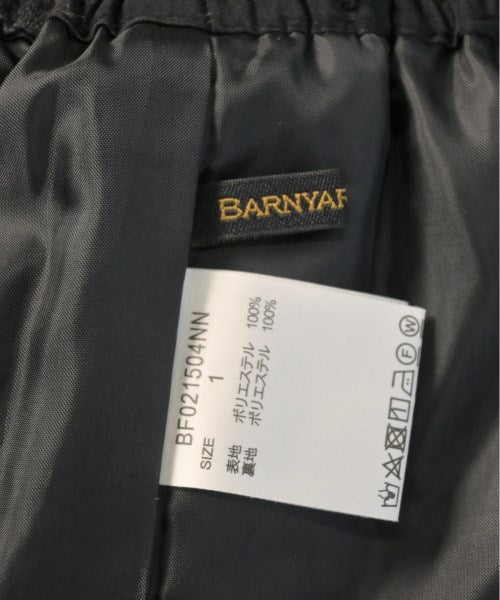 BARNYAR
BF021504NN
SIZE 1
表地 ポリエステル 100%
裏地 ポリエステル 100%
F W